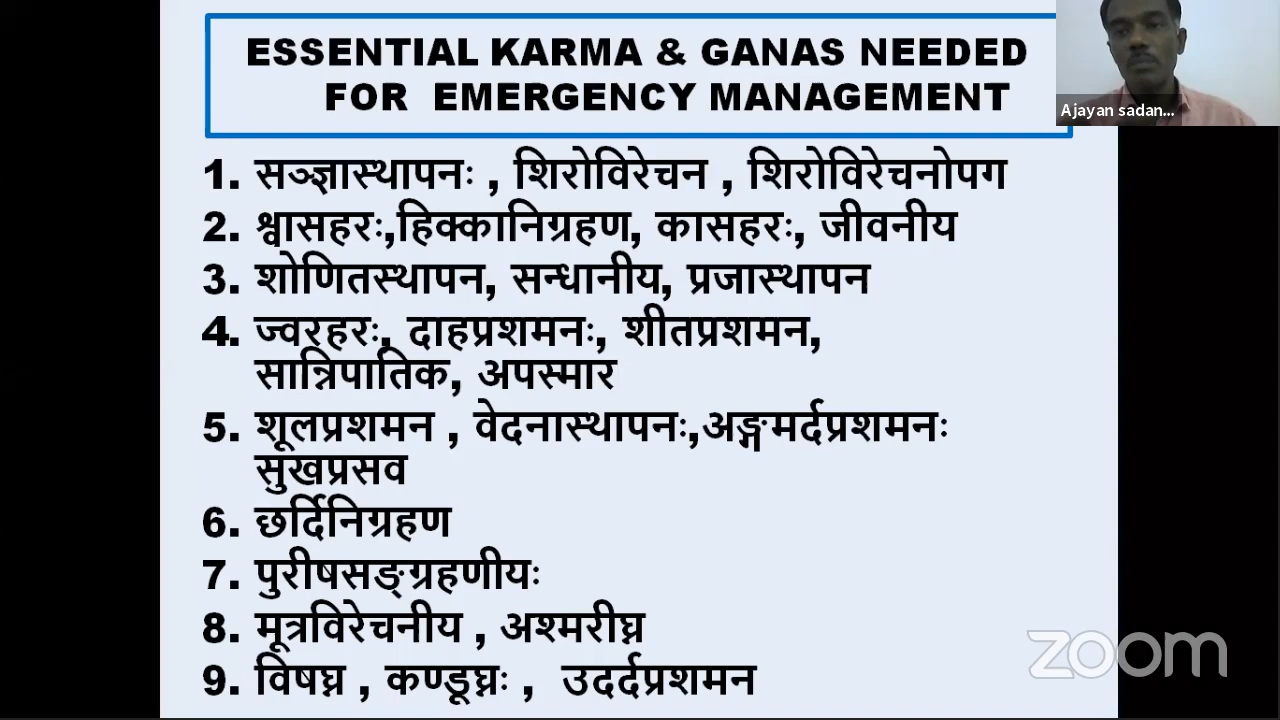 ESSENTIAL KARMA & GANAS NEEDED
FOR EMERGENCY MANAGEMENT
Ajayan sadan...
1. सञ्ज्ञास्थापनः , शिरोविरेचन , शिरोविरेचनोपग
2. श्वासहरः,हिक्कानिग्रहण, कासहरः, जीवनीय
3. शोणितस्थापन, सन्धानीय, प्रजास्थापन
4. ज्वरहरः, दाहप्रशमनः, शीतप्रशमन,
सान्निपातिक, अपस्मार
5. शूलप्रशमन , वेदनास्थापनः,अङ्गमर्दप्रशमनः
सुखप्रसव
6. छर्दिनिग्रहण
7. पुरीषसङ्ग्रहणीयः
8. मूत्रविरेचनीय , अश्मरीघ्न
9. विषघ्न , कण्डूघ्नः , उदर्दप्रशमन
zoom